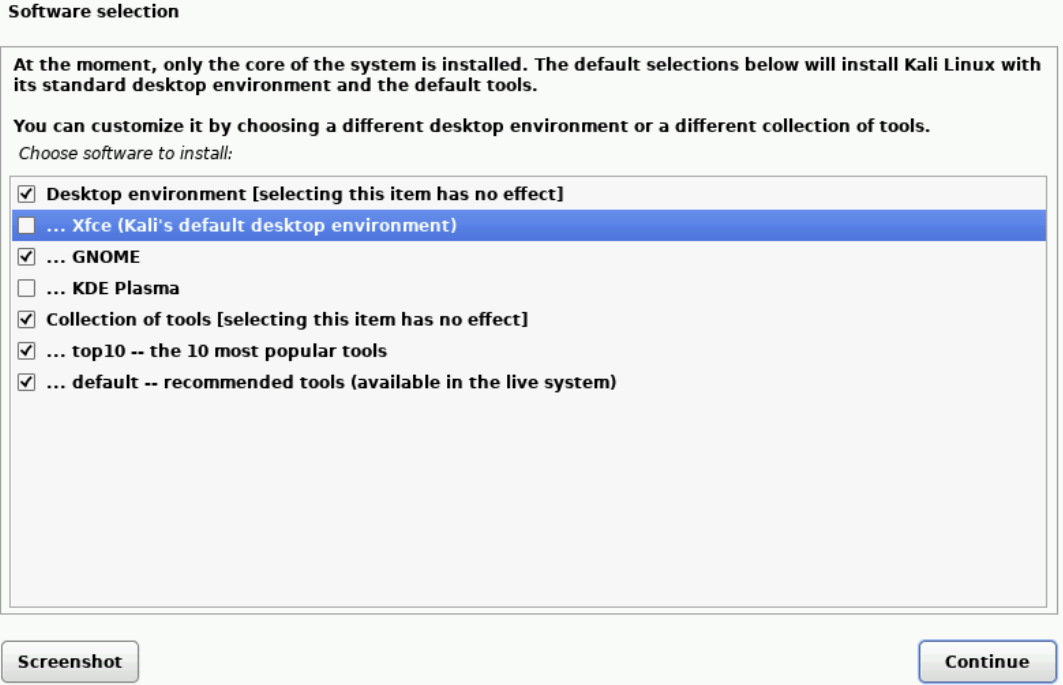 Software selection
At the moment, only the core of the system is installed. The default selections below will install Kali Linux with
its standard desktop environment and the default tools.
You can customize it by choosing a different desktop environment or a different collection of tools.
Choose software to install:
Desktop environment [selecting this item has no effect]
... Xfce (Kali's default desktop environment)
... GNOME
... KDE Plasma
Collection of tools [selecting this item has no effect]
... top10 -- the 10 most popular tools
... default -- recommended tools (available in the live system)
Screenshot
Continue